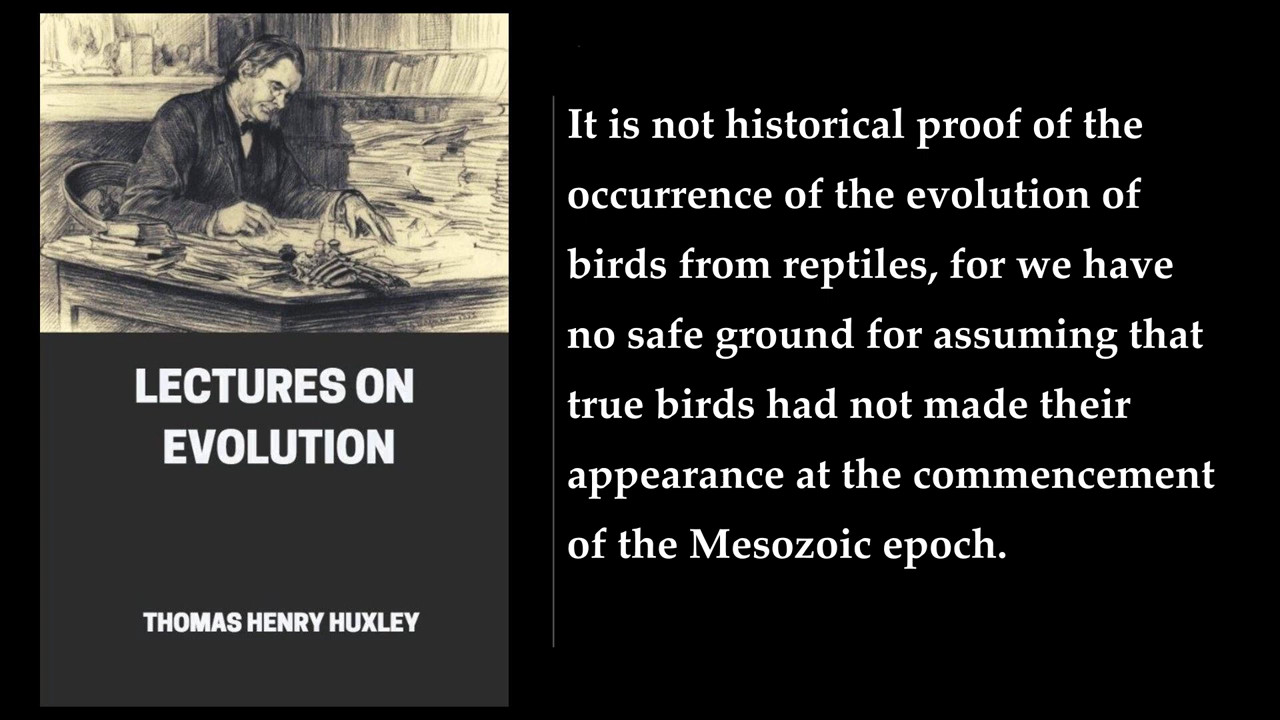 LECTURES ON
EVOLUTION
THOMAS HENRY HUXLEY
It is not historical proof of the
occurrence of the evolution of
birds from reptiles, for we have
no safe ground for assuming that
true birds had not made their
appearance at the commencement
of the Mesozoic epoch.